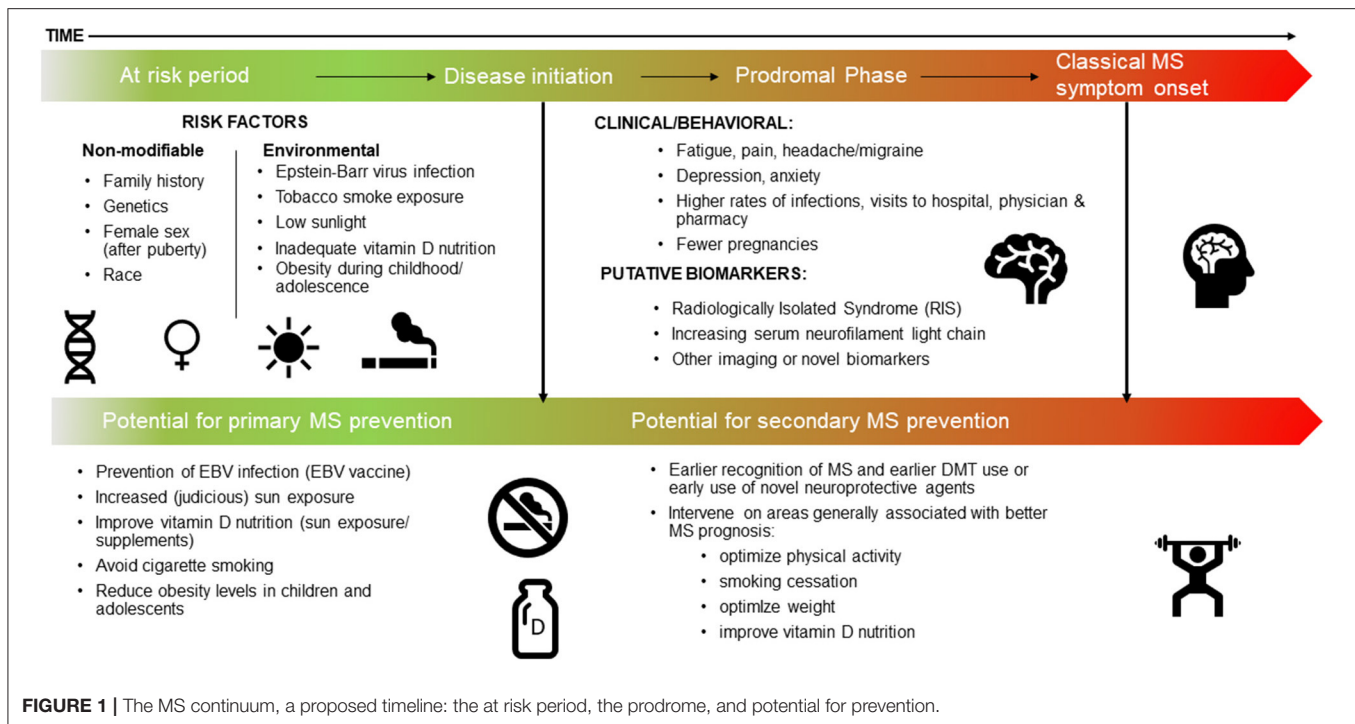 TIME
At risk period
Disease initiation
Prodromal Phase
Classical MS
symptom onset
RISK FACTORS
Non-modifiable
• Family history
• Genetics
• Female sex
(after puberty)
• Race
Environmental
• Epstein-Barr virus infection
• Tobacco smoke exposure
• Low sunlight
• Inadequate vitamin D nutrition
• Obesity during childhood/
adolescence
CLINICAL/BEHAVIORAL:
• Fatigue, pain, headache/migraine
• Depression, anxiety
• Higher rates of infections, visits to hospital, physician &
pharmacy
• Fewer pregnancies
PUTATIVE BIOMARKERS:
• Radiologically Isolated Syndrome (RIS)
• Increasing serum neurofilament light chain
• Other imaging or novel biomarkers
Potential for primary MS prevention
Potential for secondary MS prevention
• Prevention of EBV infection (EBV vaccine)
• Increased (judicious) sun exposure
• Improve vitamin D nutrition (sun exposure/
supplements)
• Avoid cigarette smoking
• Reduce obesity levels in children and
adolescents
D
• Earlier recognition of MS and earlier DMT use or
early use of novel neuroprotective agents
• Intervene on areas generally associated with better
MS prognosis:
• optimize physical activity
• smoking cessation
• optimIze weight
• improve vitamin D nutrition
FIGURE 1 | The MS continuum, a proposed timeline: the at risk period, the prodrome, and potential for prevention.